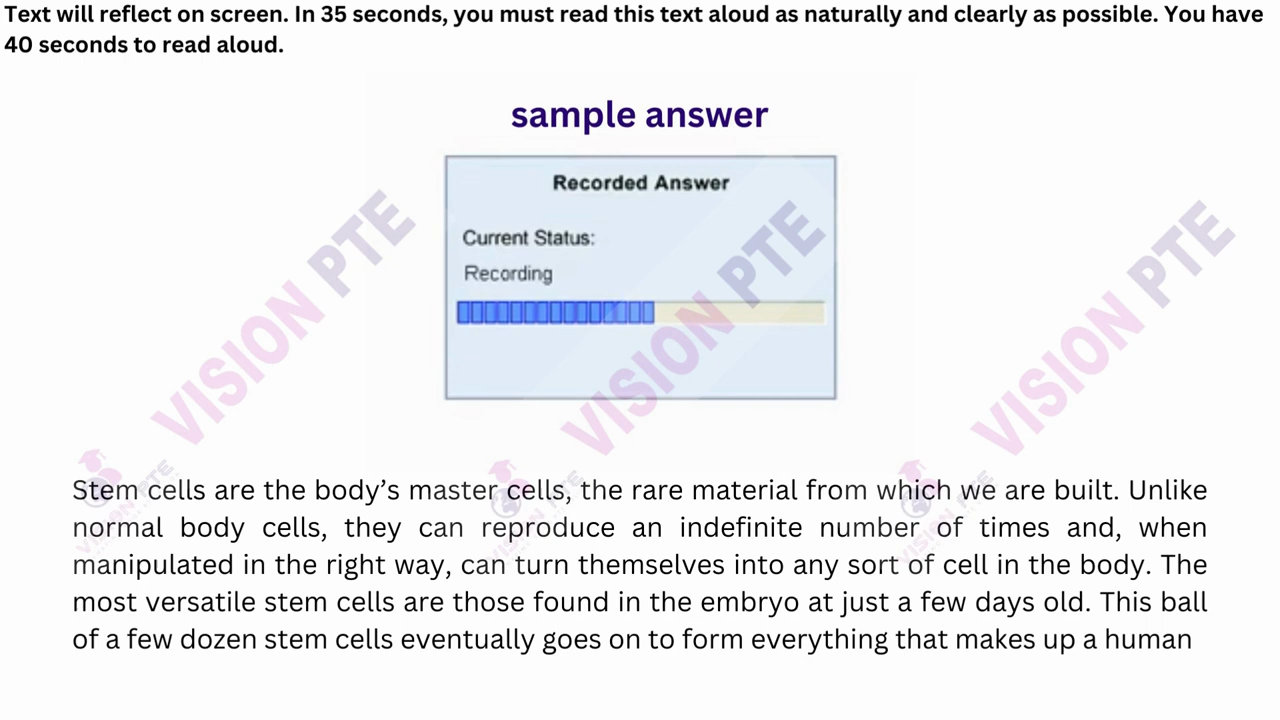 Text will reflect on screen. In 35 seconds, you must read this text aloud as naturally and clearly as possible. You have
40 seconds to read aloud.
sample answer
Recorded Answer
Current Status:
Recording
VISION PTE
VISION PTE
VISION PTE
Stem cells are the body’s master cells, the rare material from which we are built. Unlike
normal body cells, they can reproduce an indefinite number of times and, when
manipulated in the right way, can turn themselves into any sort of cell in the body. The
most versatile stem cells are those found in the embryo at just a few days old. This ball
of a few dozen stem cells eventually goes on to form everything that makes up a human